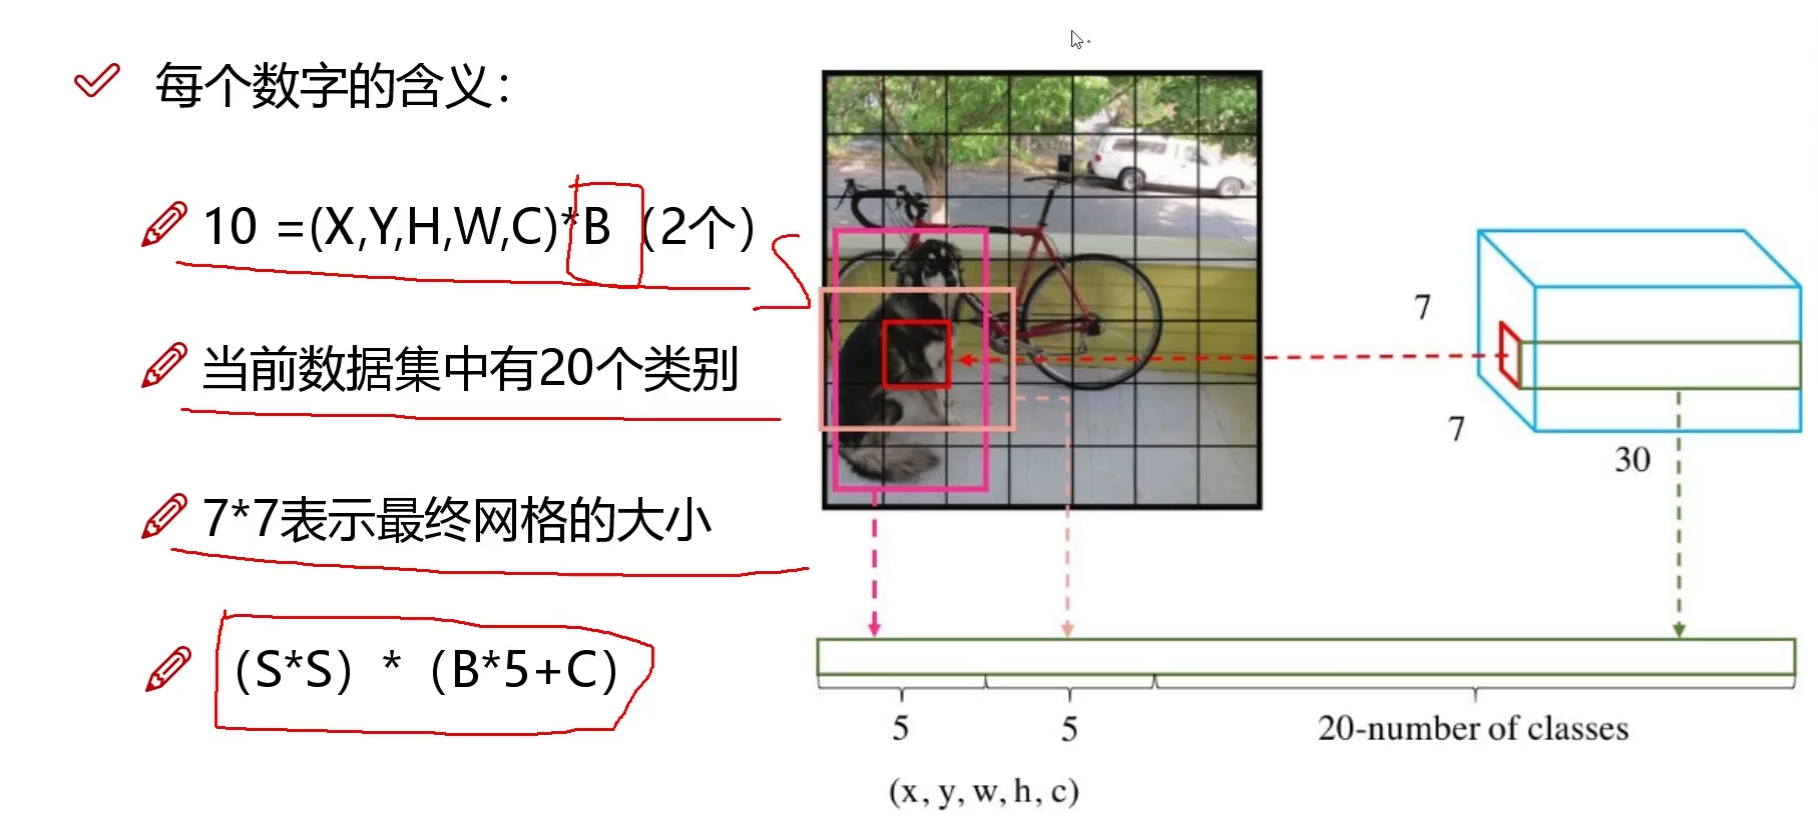 每个数字的含义：
10 =(X,Y,H,W,C)*B（2个）
当前数据集中有20个类别
7*7表示最终网格的大小
（S*S）*（B*5+C）
7
7
30
5
5
20-number of classes
(x, y, w, h, c)